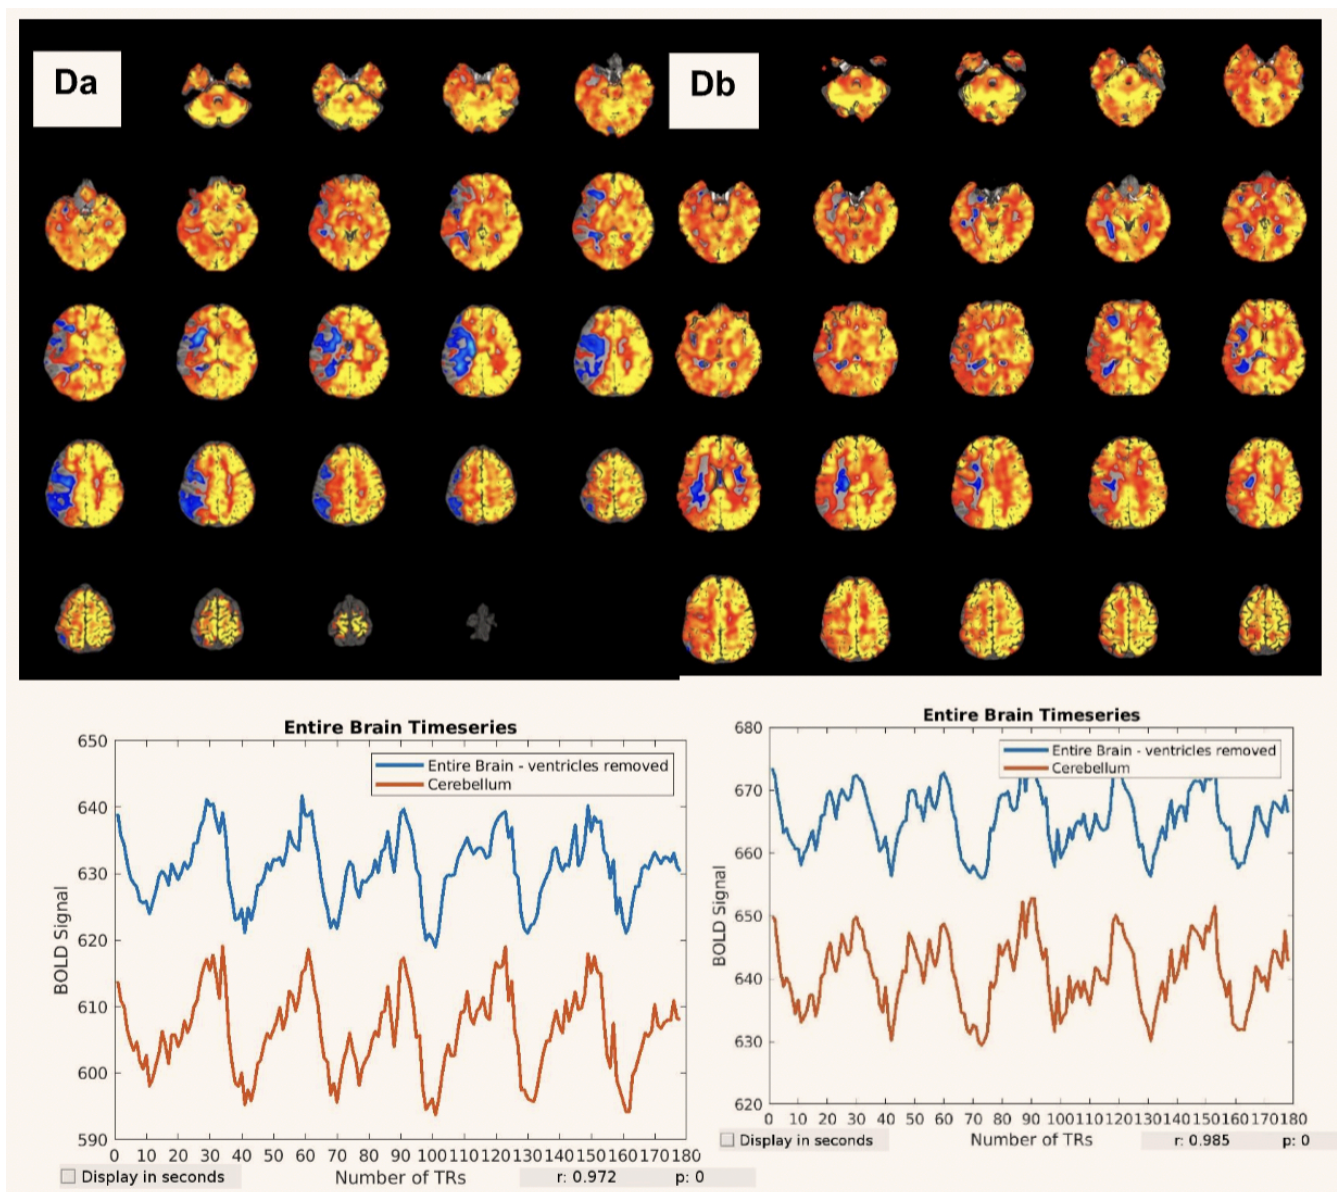 Da
Db
Entire Brain Timeseries
650
640
630
620
610
600
590
BOLD Signal
Entire Brain - ventricles removed
Cerebellum
0 10 20 30 40 50 60 70 80 90 100 110 120 130 140 150 160 170 180
Display in seconds
Number of TRs
r: 0.972
p: 0
Entire Brain Timeseries
680
670
660
650
640
630
620
BOLD Signal
Entire Brain - ventricles removed
Cerebellum
0 10 20 30 40 50 60 70 80 90 100 110 120 130 140 150 160 170 180
Display in seconds
Number of TRs
r: 0.985
p: 0